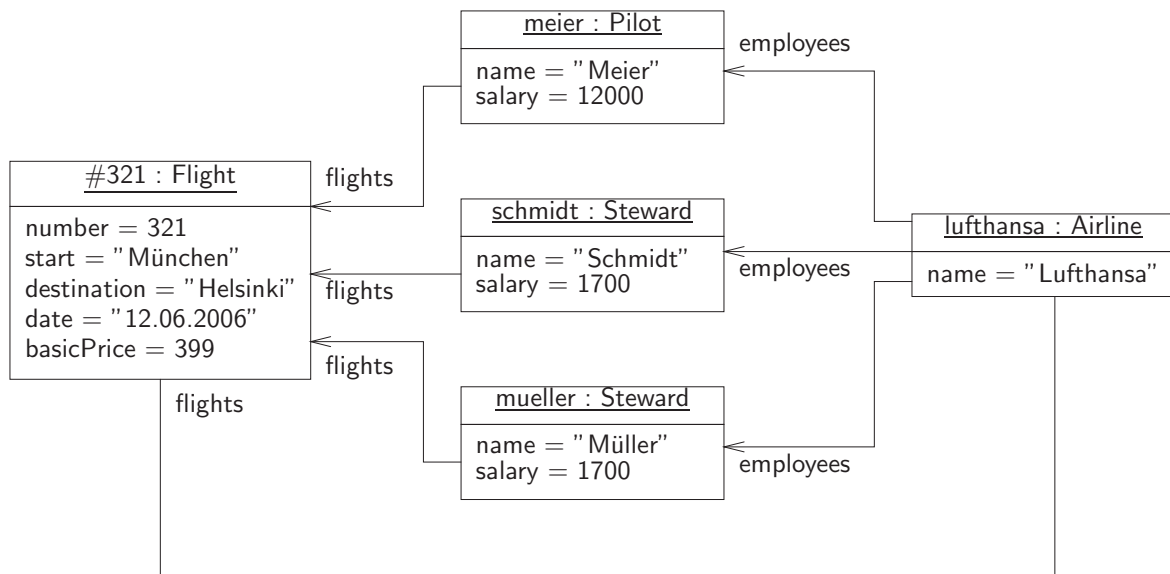 meier : Pilot
name = "Meier"
salary = 12000
employees
#321 : Flight
number = 321
start = "München"
destination = "Helsinki"
date = "12.06.2006"
basicPrice = 399
flights
schmidt : Steward
name = "Schmidt"
salary = 1700
flights
employees
lufthansa : Airline
name = "Lufthansa"
flights
flights
mueller : Steward
name = "Müller"
salary = 1700
employees